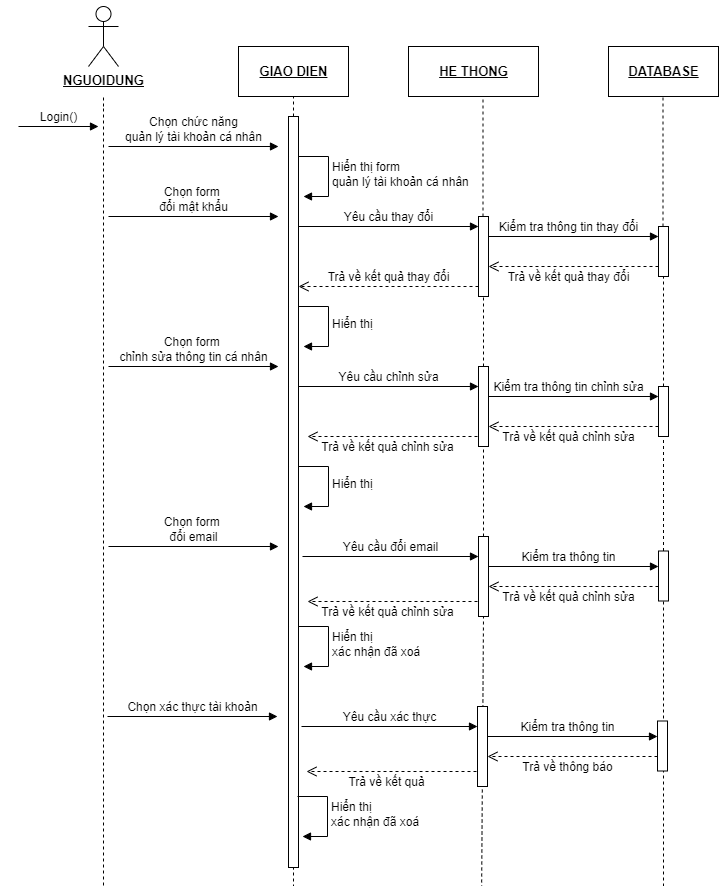 NGUOIDUNG
GIAO DIEN
HE THONG
DATABASE
Login()
Chọn chức năng
quản lý tài khoản cá nhân
Hiển thị form
quản lý tài khoản cá nhân
Chọn form
đổi mật khẩu
Yêu cầu thay đổi
Kiểm tra thông tin thay đổi
Trả về kết quả thay đổi
Trả về kết quả thay đổi
Hiển thị
Chọn form
chỉnh sửa thông tin cá nhân
Yêu cầu chỉnh sửa
Kiểm tra thông tin chỉnh sửa
Trả về kết quả chỉnh sửa
Trả về kết quả chỉnh sửa
Hiển thị
Chọn form
đổi email
Yêu cầu đổi email
Kiểm tra thông tin
Trả về kết quả chỉnh sửa
Trả về kết quả chỉnh sửa
Hiển thị
xác nhận đã xoá
Chọn xác thực tài khoản
Yêu cầu xác thực
Kiểm tra thông tin
Trả về thông báo
Trả về kết quả
Hiển thị
xác nhận đã xoá